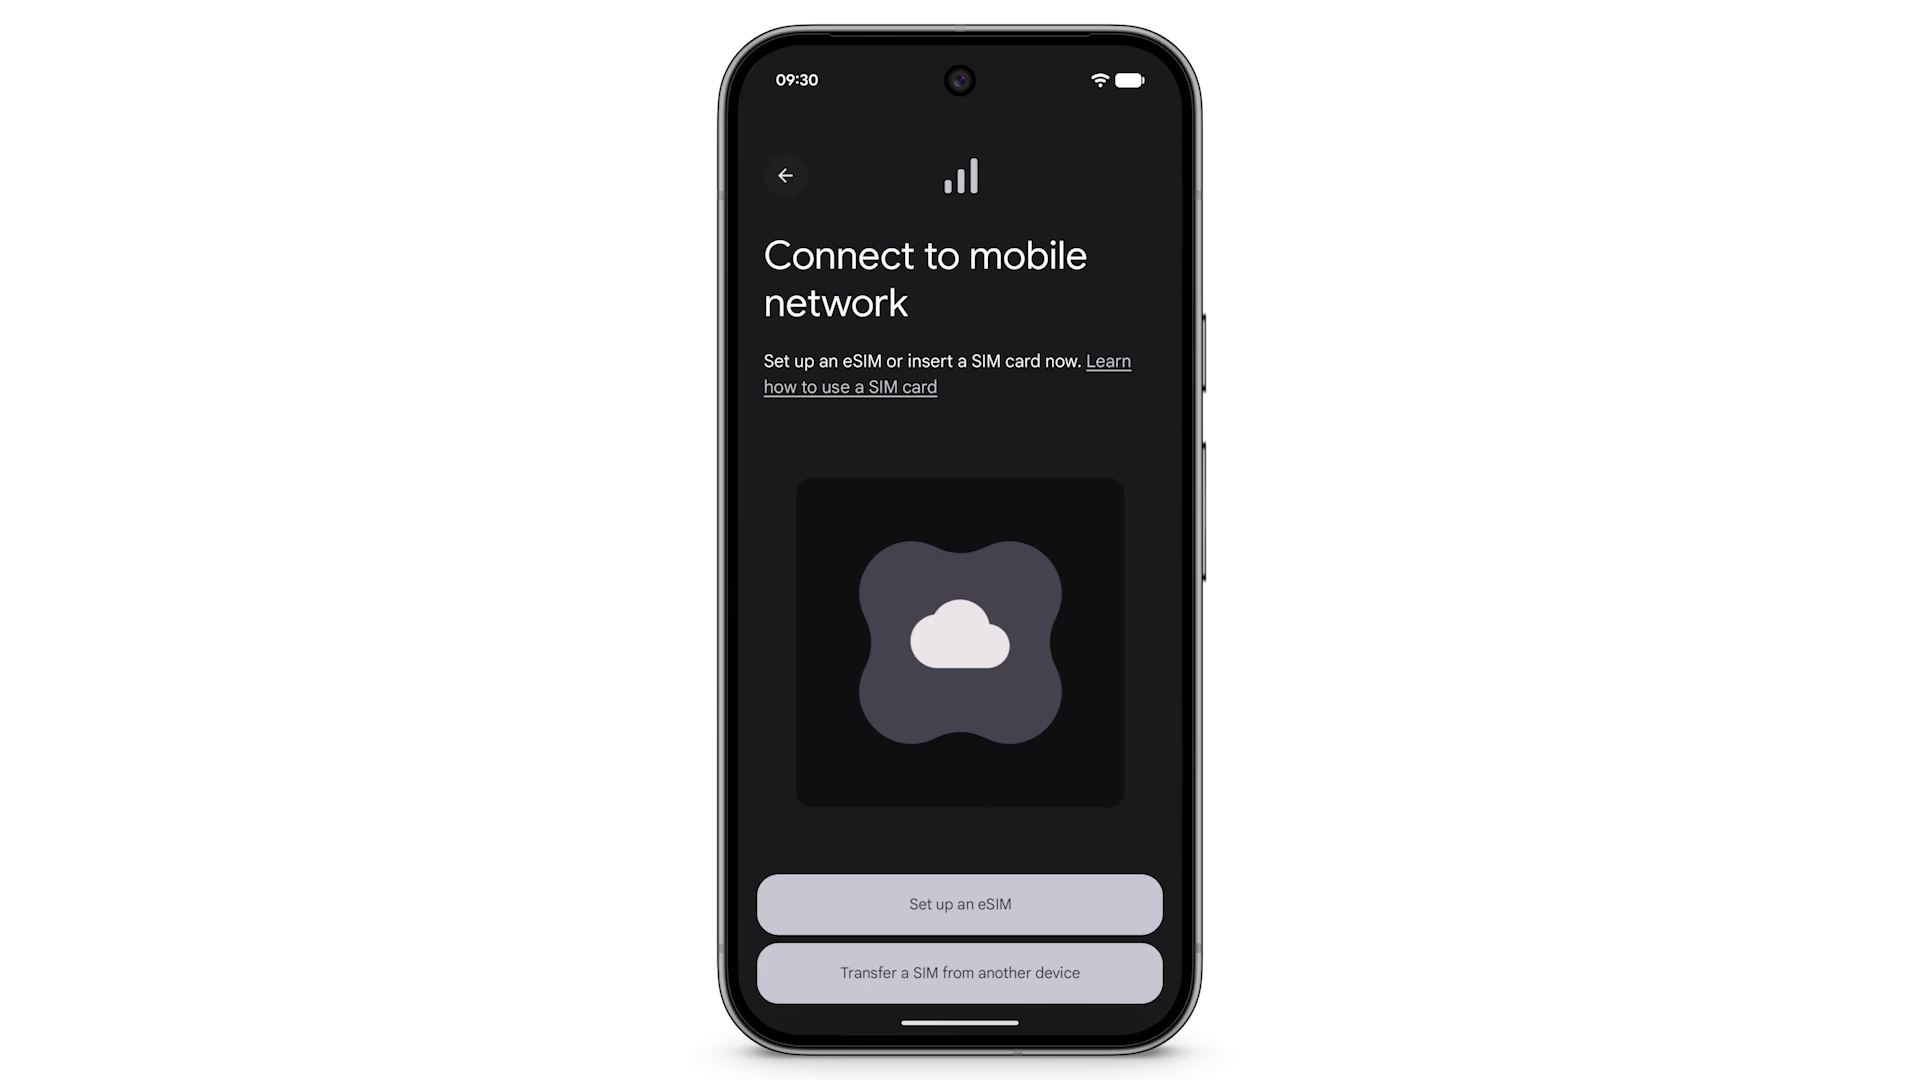 09:30
Connect to mobile
network
Set up an eSIM or insert a SIM card now. Learn
how to use a SIM card
Set up an eSIM
Transfer a SIM from another device